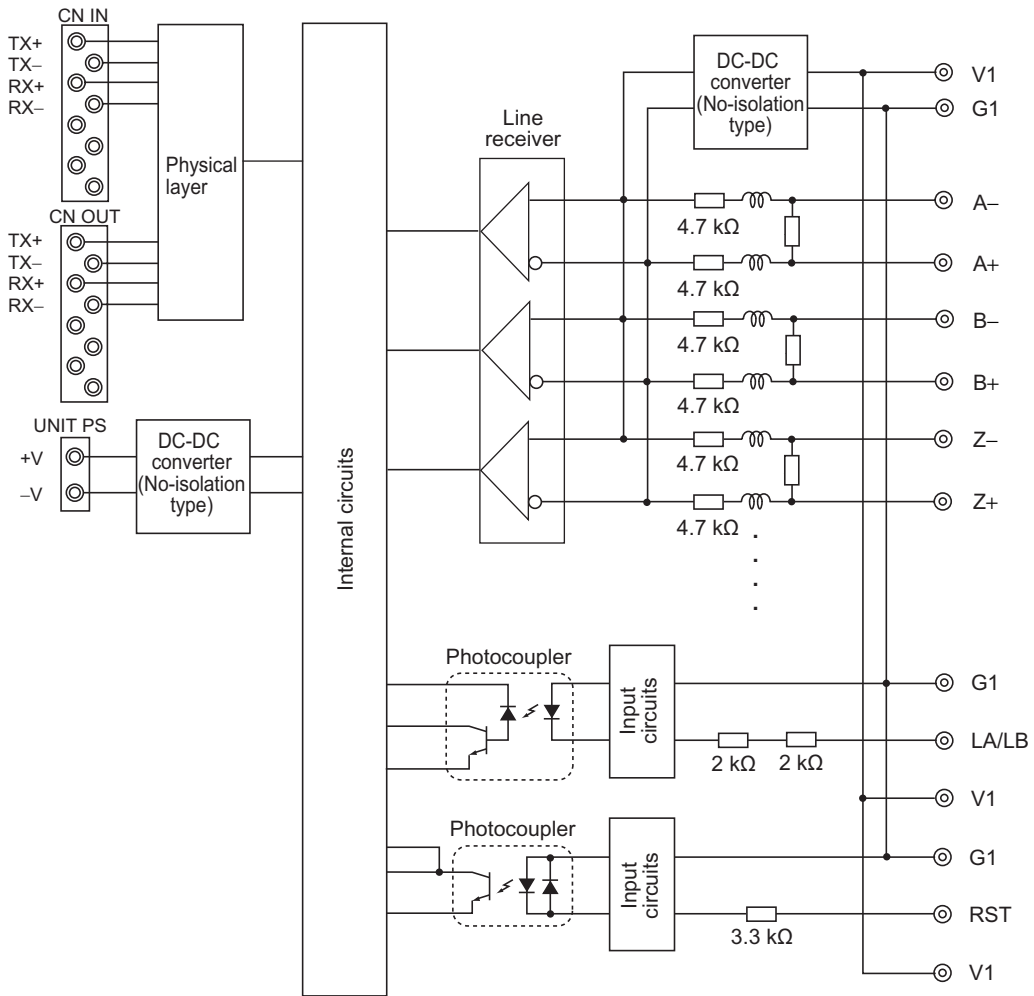 CN IN
TX+
TX−
RX+
RX−
Physical
layer
CN OUT
TX+
TX−
RX+
RX−
UNIT PS
+V
−V
DC-DC
converter
(No-isolation
type)
Internal circuits
Line
receiver
DC-DC
converter
(No-isolation
type)
V1
G1
4.7 kΩ
A−
4.7 kΩ
A+
4.7 kΩ
B−
4.7 kΩ
B+
4.7 kΩ
Z−
4.7 kΩ
Z+
Photocoupler
Input
circuits
G1
2 kΩ
2 kΩ
LA/LB
V1
Photocoupler
Input
circuits
G1
3.3 kΩ
RST
V1